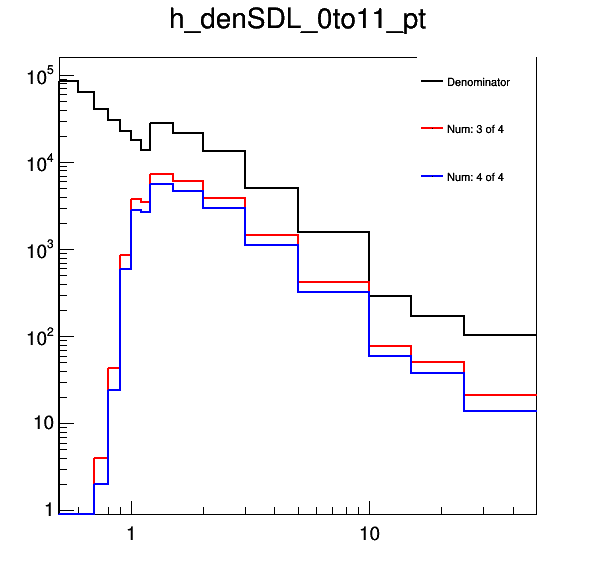 h_denSDL_0to11_pt
10⁵
Denominator
Num: 3 of 4
10⁴
Num: 4 of 4
10³
10²
10
1
1
10